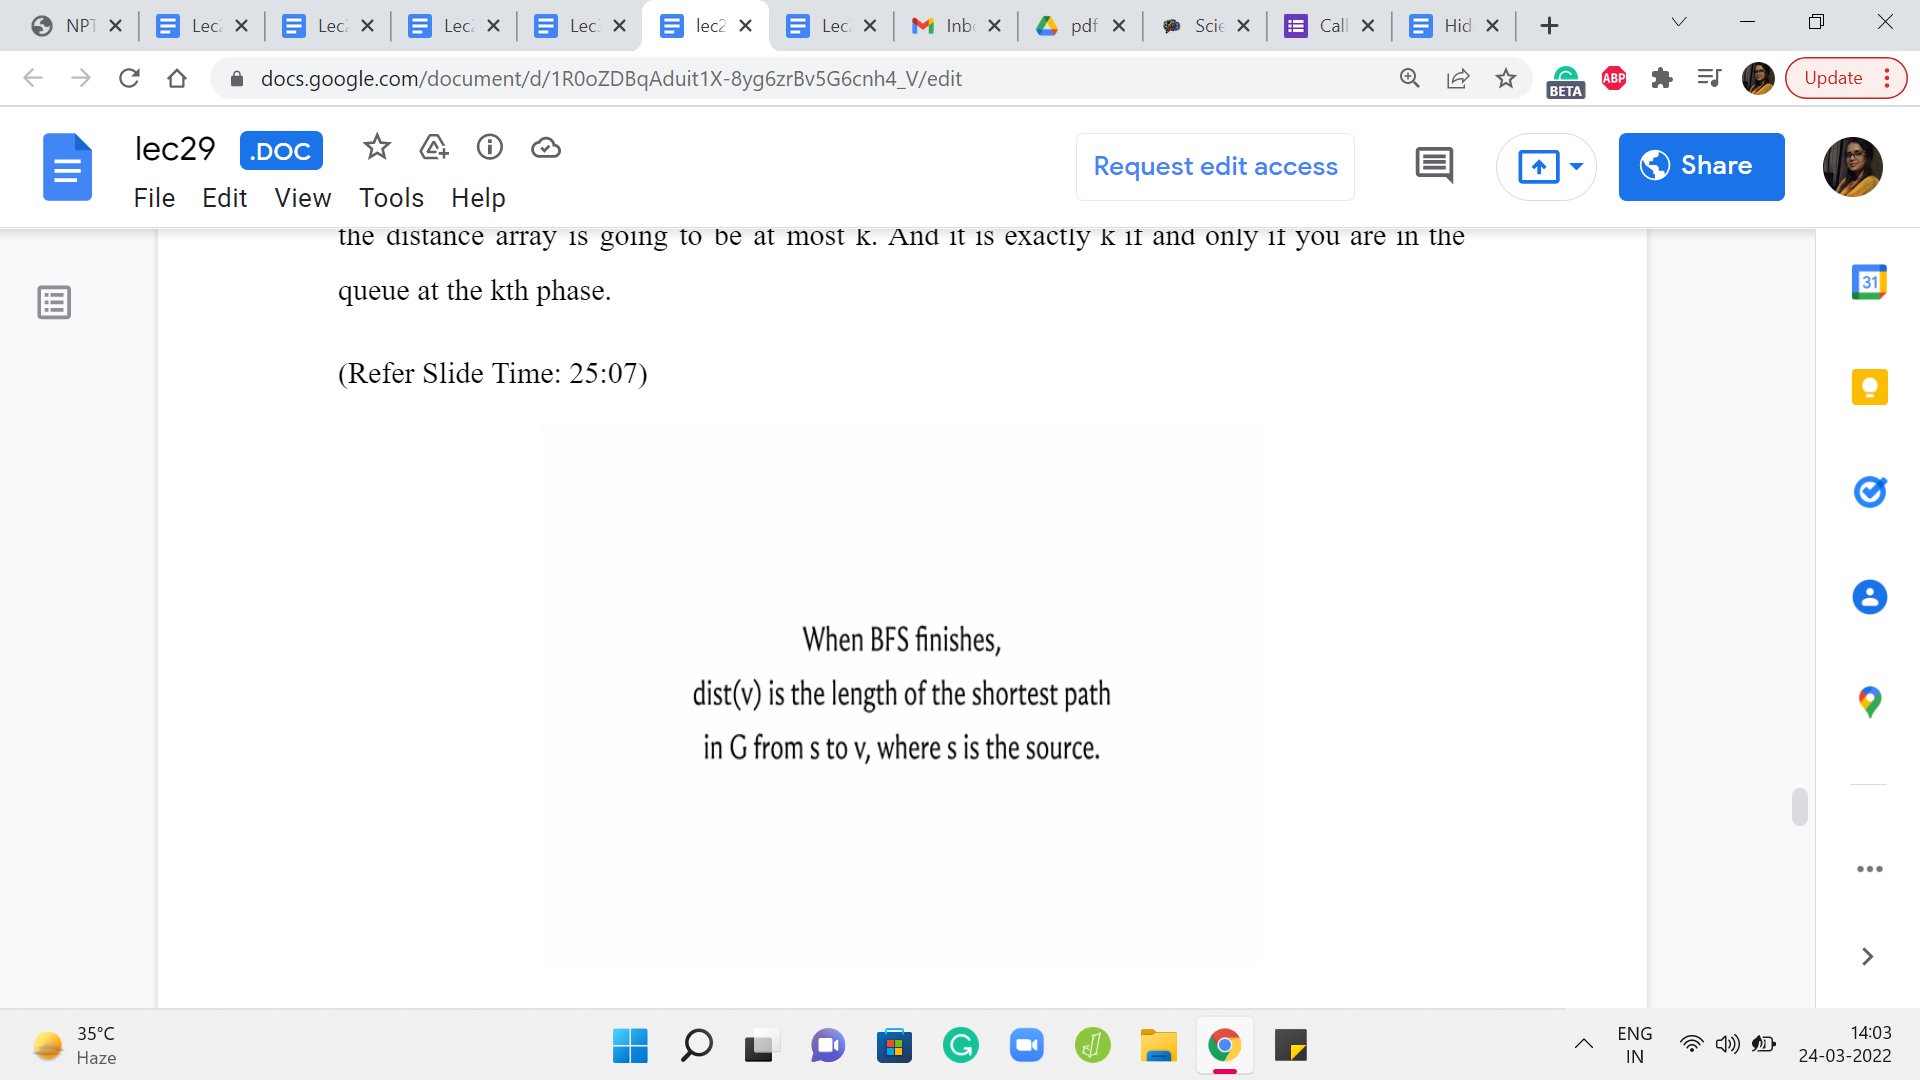 NPT
Lec2
Lec2
Lec2
Lec
lec2
Lec
Inbo
pdf
Scie
Call
Hid
docs.google.com/document/d/1R0oZDBqAduit1X-8yg6zrBv5G6cnh4_V/edit
BETA
ABP
Update
lec29
.DOC
Request edit access
Share
File Edit View Tools Help
the distance array is going to be at most k. And it is exactly k if and only if you are in the
queue at the kth phase.
(Refer Slide Time: 25:07)
When BFS finishes,
dist(v) is the length of the shortest path
in G from s to v, where s is the source.
31
35°C
Haze
ENG
IN
14:03
24-03-2022